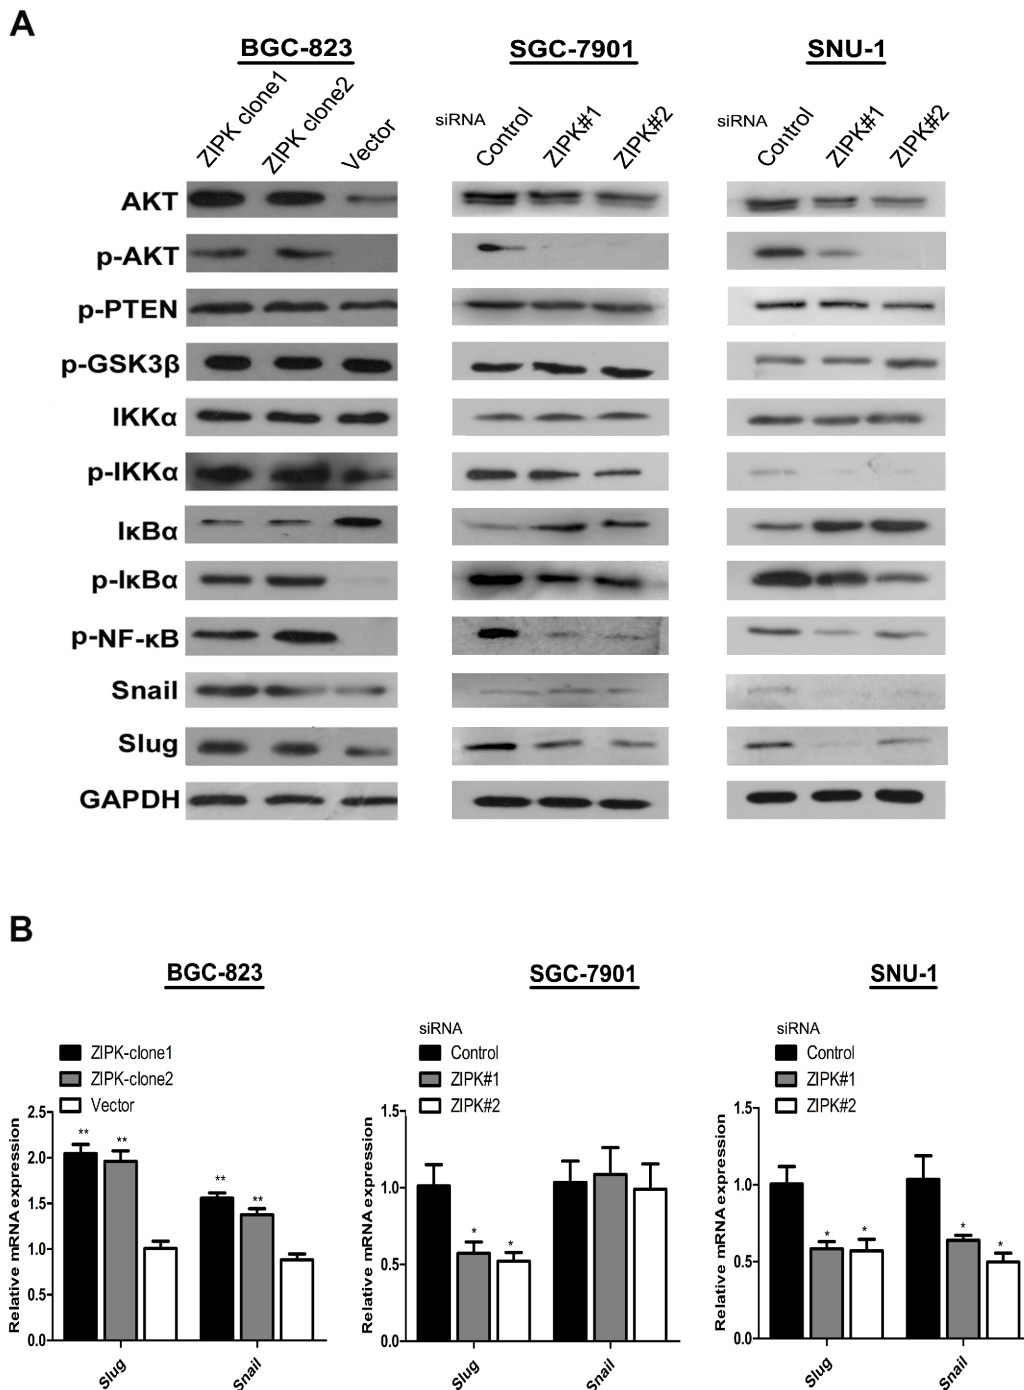 A
BGC-823
SGC-7901
SNU-1
ZIPK clone1
ZIPK clone2
Vector
siRNA
Control
ZIPK#1
ZIPK#2
siRNA
Control
ZIPK#1
ZIPK#2
AKT
p-AKT
p-PTEN
p-GSK3β
IKKα
p-IKKα
IκBα
p-IκBα
p-NF-κB
Snail
Slug
GAPDH
B
BGC-823
ZIPK-clone1
ZIPK-clone2
Vector
Relative mRNA expression
2.5
2.0
1.5
1.0
0.5
0.0
** ** ** **
Slug
Snail
SGC-7901
siRNA
Control
ZIPK#1
ZIPK#2
Relative mRNA expression
1.5
1.0
0.5
0.0
* *
Slug
Snail
SNU-1
siRNA
Control
ZIPK#1
ZIPK#2
Relative mRNA expression
1.5
1.0
0.5
0.0
* * * *
Slug
Snail